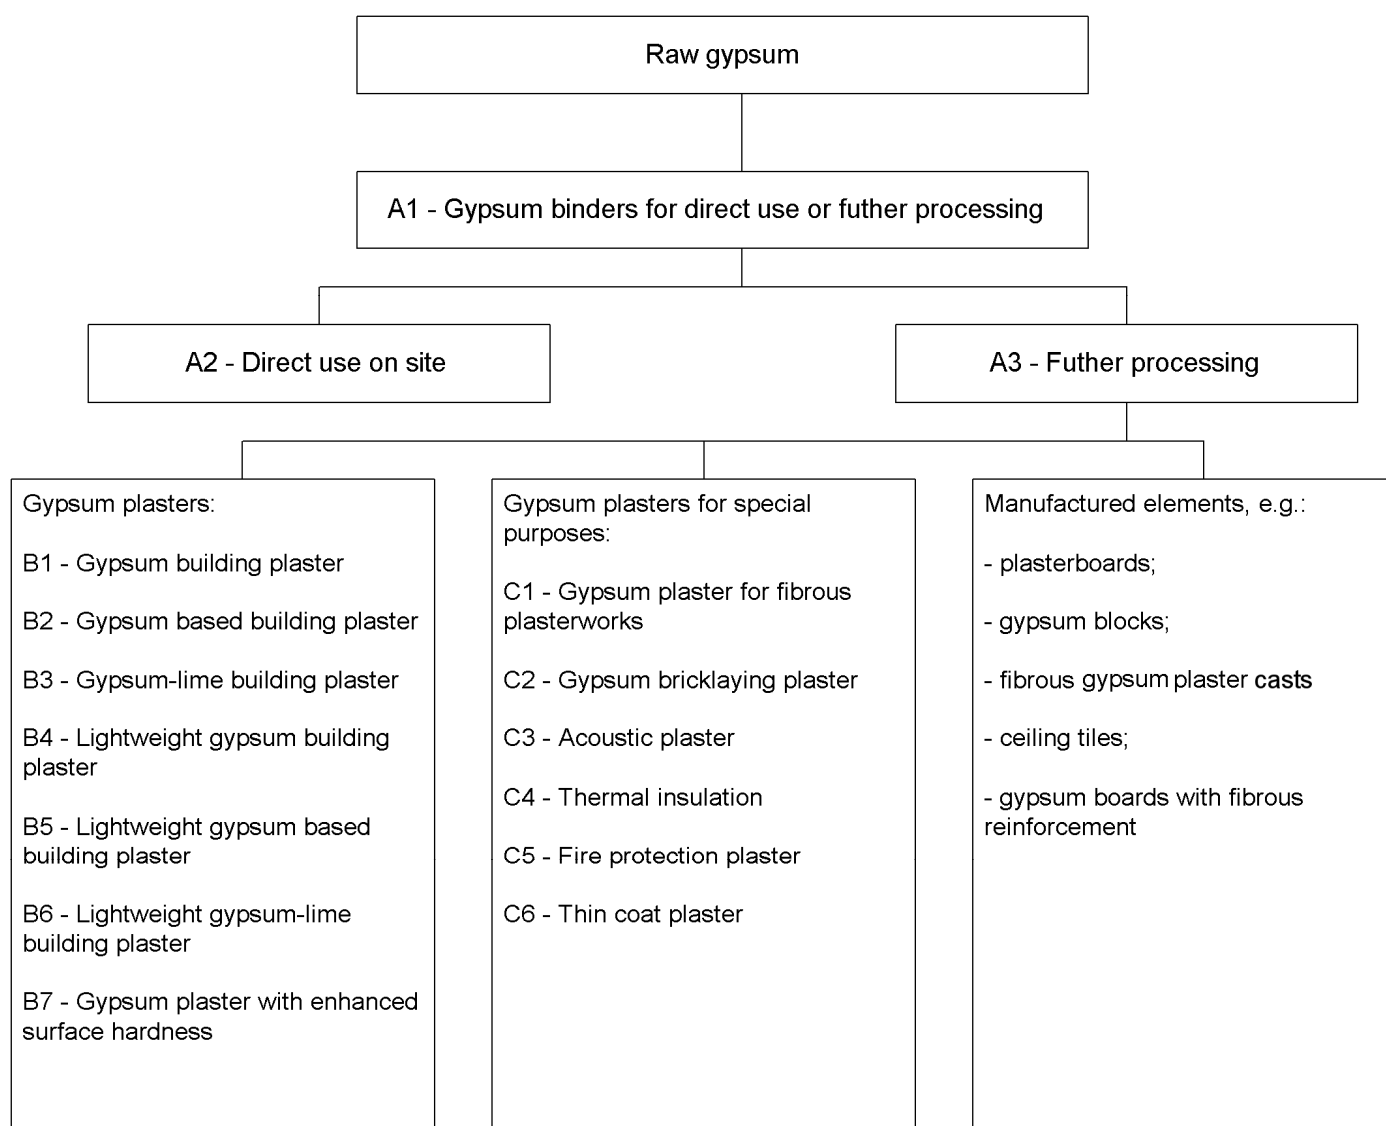 Raw gypsum
A1 - Gypsum binders for direct use or futher processing
A2 - Direct use on site
A3 - Futher processing
Gypsum plasters:
B1 - Gypsum building plaster
B2 - Gypsum based building plaster
B3 - Gypsum-lime building plaster
B4 - Lightweight gypsum building
plaster
B5 - Lightweight gypsum based
building plaster
B6 - Lightweight gypsum-lime
building plaster
B7 - Gypsum plaster with enhanced
surface hardness
Gypsum plasters for special
purposes:
C1 - Gypsum plaster for fibrous
plasterworks
C2 - Gypsum bricklaying plaster
C3 - Acoustic plaster
C4 - Thermal insulation
C5 - Fire protection plaster
C6 - Thin coat plaster
Manufactured elements, e.g.:
- plasterboards;
- gypsum blocks;
- fibrous gypsum plaster casts
- ceiling tiles;
- gypsum boards with fibrous
reinforcement